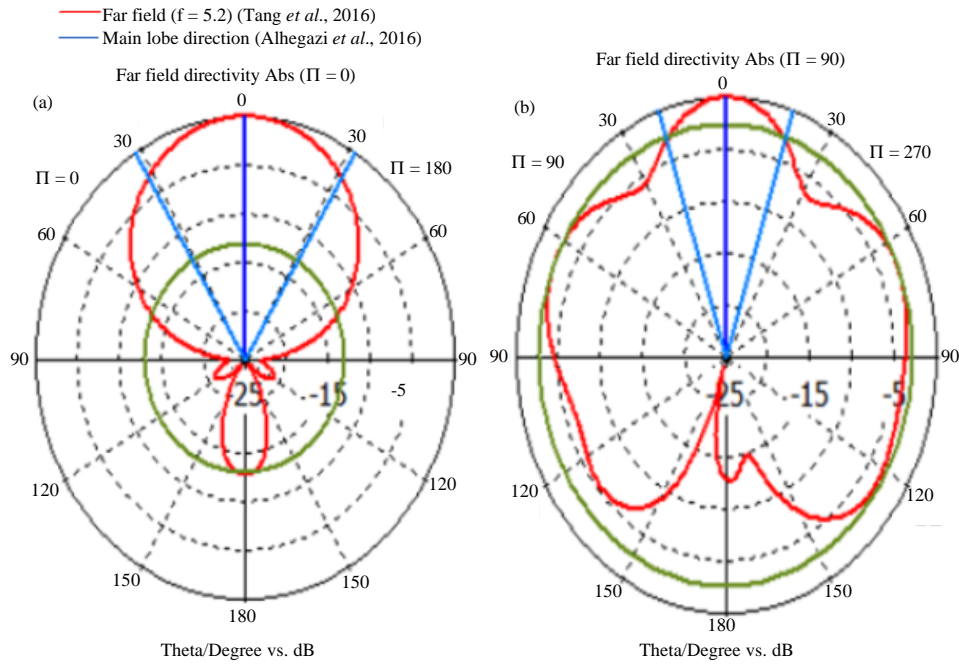 Far field (f = 5.2) (Tang et al., 2016)
Main lobe direction (Alhegazi et al., 2016)
Far field directivity Abs (Π = 0)
(a)
0
30
30
Π = 0
Π = 180
60
60
90
90
-25
-15
-5
120
120
150
150
180
Theta/Degree vs. dB
Far field directivity Abs (Π = 90)
(b)
0
30
30
Π = 90
Π = 270
60
60
90
90
-25
-15
-5
120
120
150
150
180
Theta/Degree vs. dB